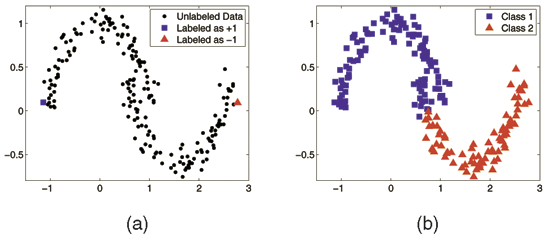 Unlabeled Data
Labeled as +1
Labeled as −1
1
0.5
0
−0.5
−1
0
1
2
3
(a)
Class 1
Class 2
1
0.5
0
−0.5
−1
0
1
2
3
(b)